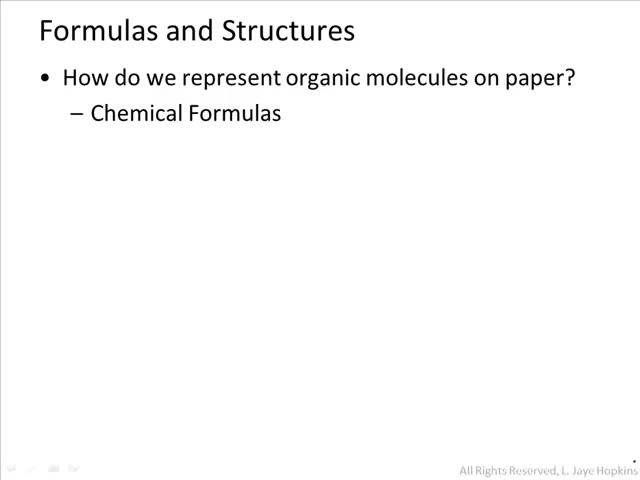 Formulas and Structures
• How do we represent organic molecules on paper?
– Chemical Formulas
All Rights Reserved, L. Jaye Hopkins